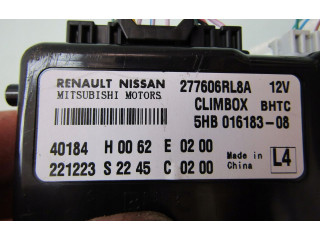 RENAULT NISSAN 277606RL8A 12V
MITSUBISHI MOTORS CLIMBOX BHTC
5HB 016183-08
40184 H 00 62 E 02 00
221223 S 22 45 C 02 00
Made in China L4